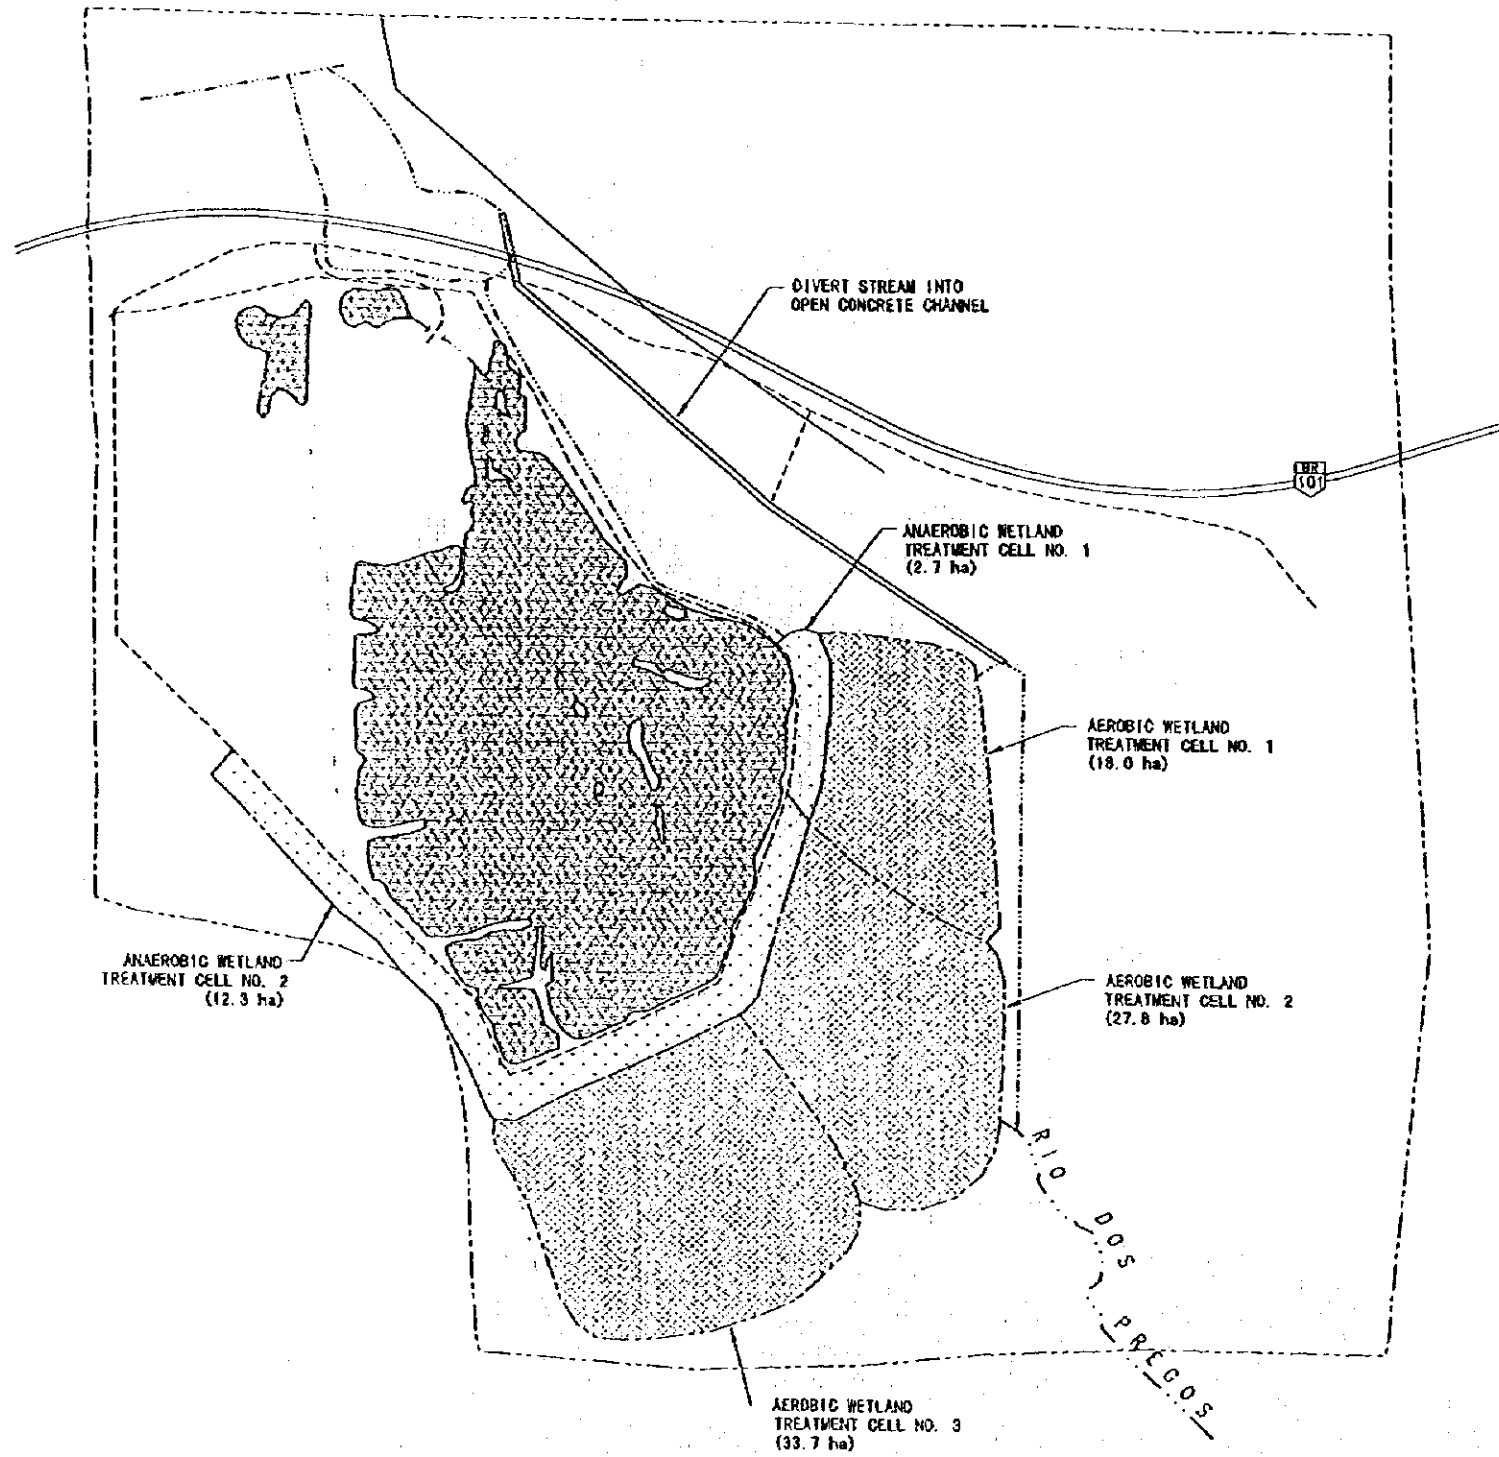 DIVERT STREAM INTO
OPEN CONCRETE CHANNEL
BR
101
ANAEROBIC WETLAND
TREATMENT CELL NO. 1
(2.7 ha)
AEROBIC WETLAND
TREATMENT CELL NO. 1
(18.0 ha)
ANAEROBIC WETLAND
TREATMENT CELL NO. 2
(12.3 ha)
AEROBIC WETLAND
TREATMENT CELL NO. 2
(27.8 ha)
RIO DOS PREGOS
AEROBIC WETLAND
TREATMENT CELL NO. 3
(33.7 ha)